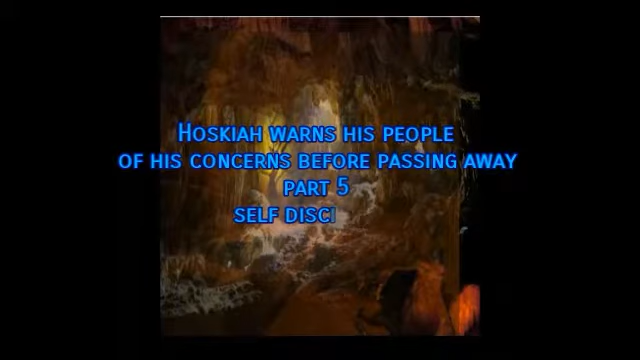 Hoskiah warns his people
of his concerns before passing away
part 5
self disci